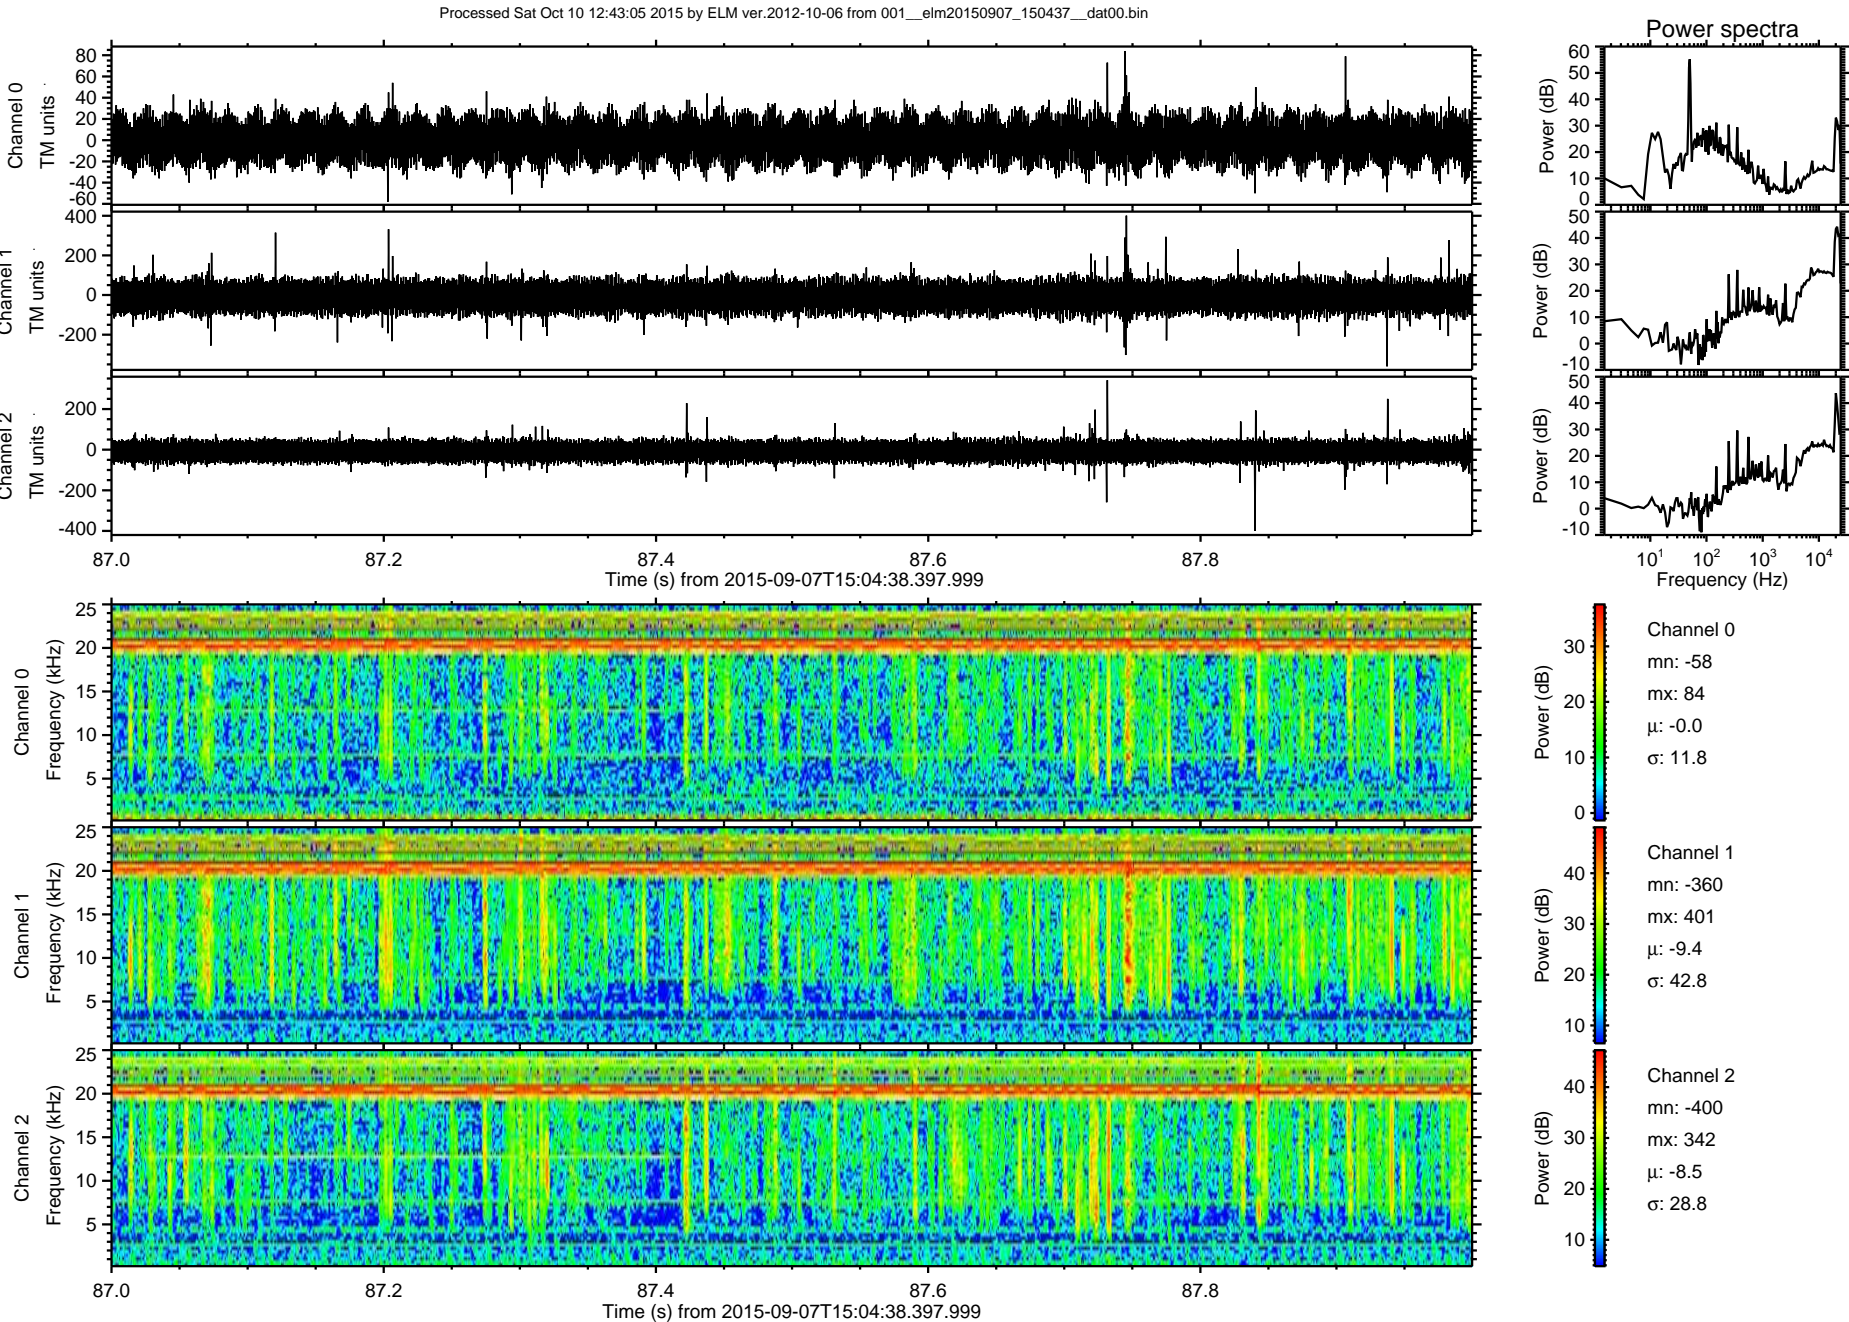 Processed Sat Oct 10 12:43:05 2015 by ELM ver.2012-10-06 from 001__elm20150907_150437__dat00.bin
Power spectra
Channel 0
TM units
80
60
40
20
0
-20
-40
-60
Power (dB)
60
50
40
30
20
10
0
Channel 1
TM units
400
200
0
-200
Power (dB)
50
40
30
20
10
0
-10
Channel 2
TM units
200
0
-200
-400
Power (dB)
50
40
30
20
10
0
-10
87.0 87.2 87.4 87.6 87.8
Time (s) from 2015-09-07T15:04:38.397.999
10^1 10^2 10^3 10^4
Frequency (Hz)
Channel 0
Frequency (kHz)
25
20
15
10
5
Power (dB)
30
20
10
0
Channel 0
mn: -58
mx: 84
μ: -0.0
σ: 11.8
Channel 1
Frequency (kHz)
25
20
15
10
5
Power (dB)
40
30
20
10
Channel 1
mn: -360
mx: 401
μ: -9.4
σ: 42.8
Channel 2
Frequency (kHz)
25
20
15
10
5
Power (dB)
40
30
20
10
Channel 2
mn: -400
mx: 342
μ: -8.5
σ: 28.8
87.0 87.2 87.4 87.6 87.8
Time (s) from 2015-09-07T15:04:38.397.999